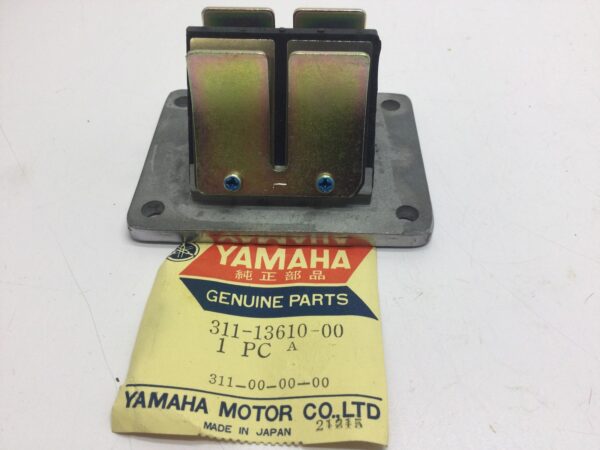 YAMAHA
純正部品
GENUINE PARTS
311-13610-00
1 PC A
311-00-00-00
YAMAHA MOTOR CO.,LTD
MADE IN JAPAN